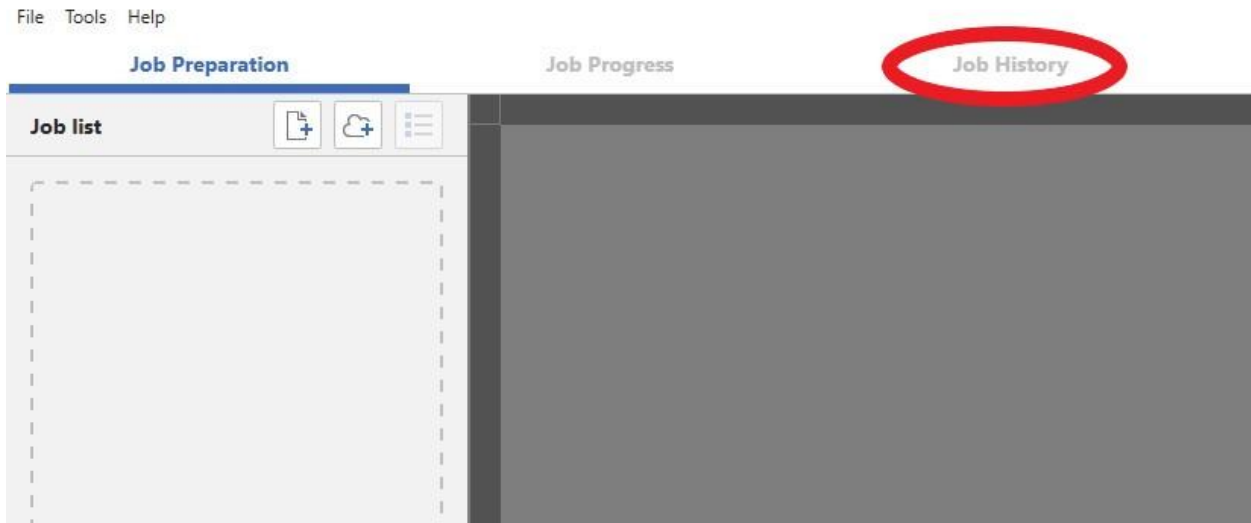 File Tools Help
Job Preparation Job Progress Job History
Job list